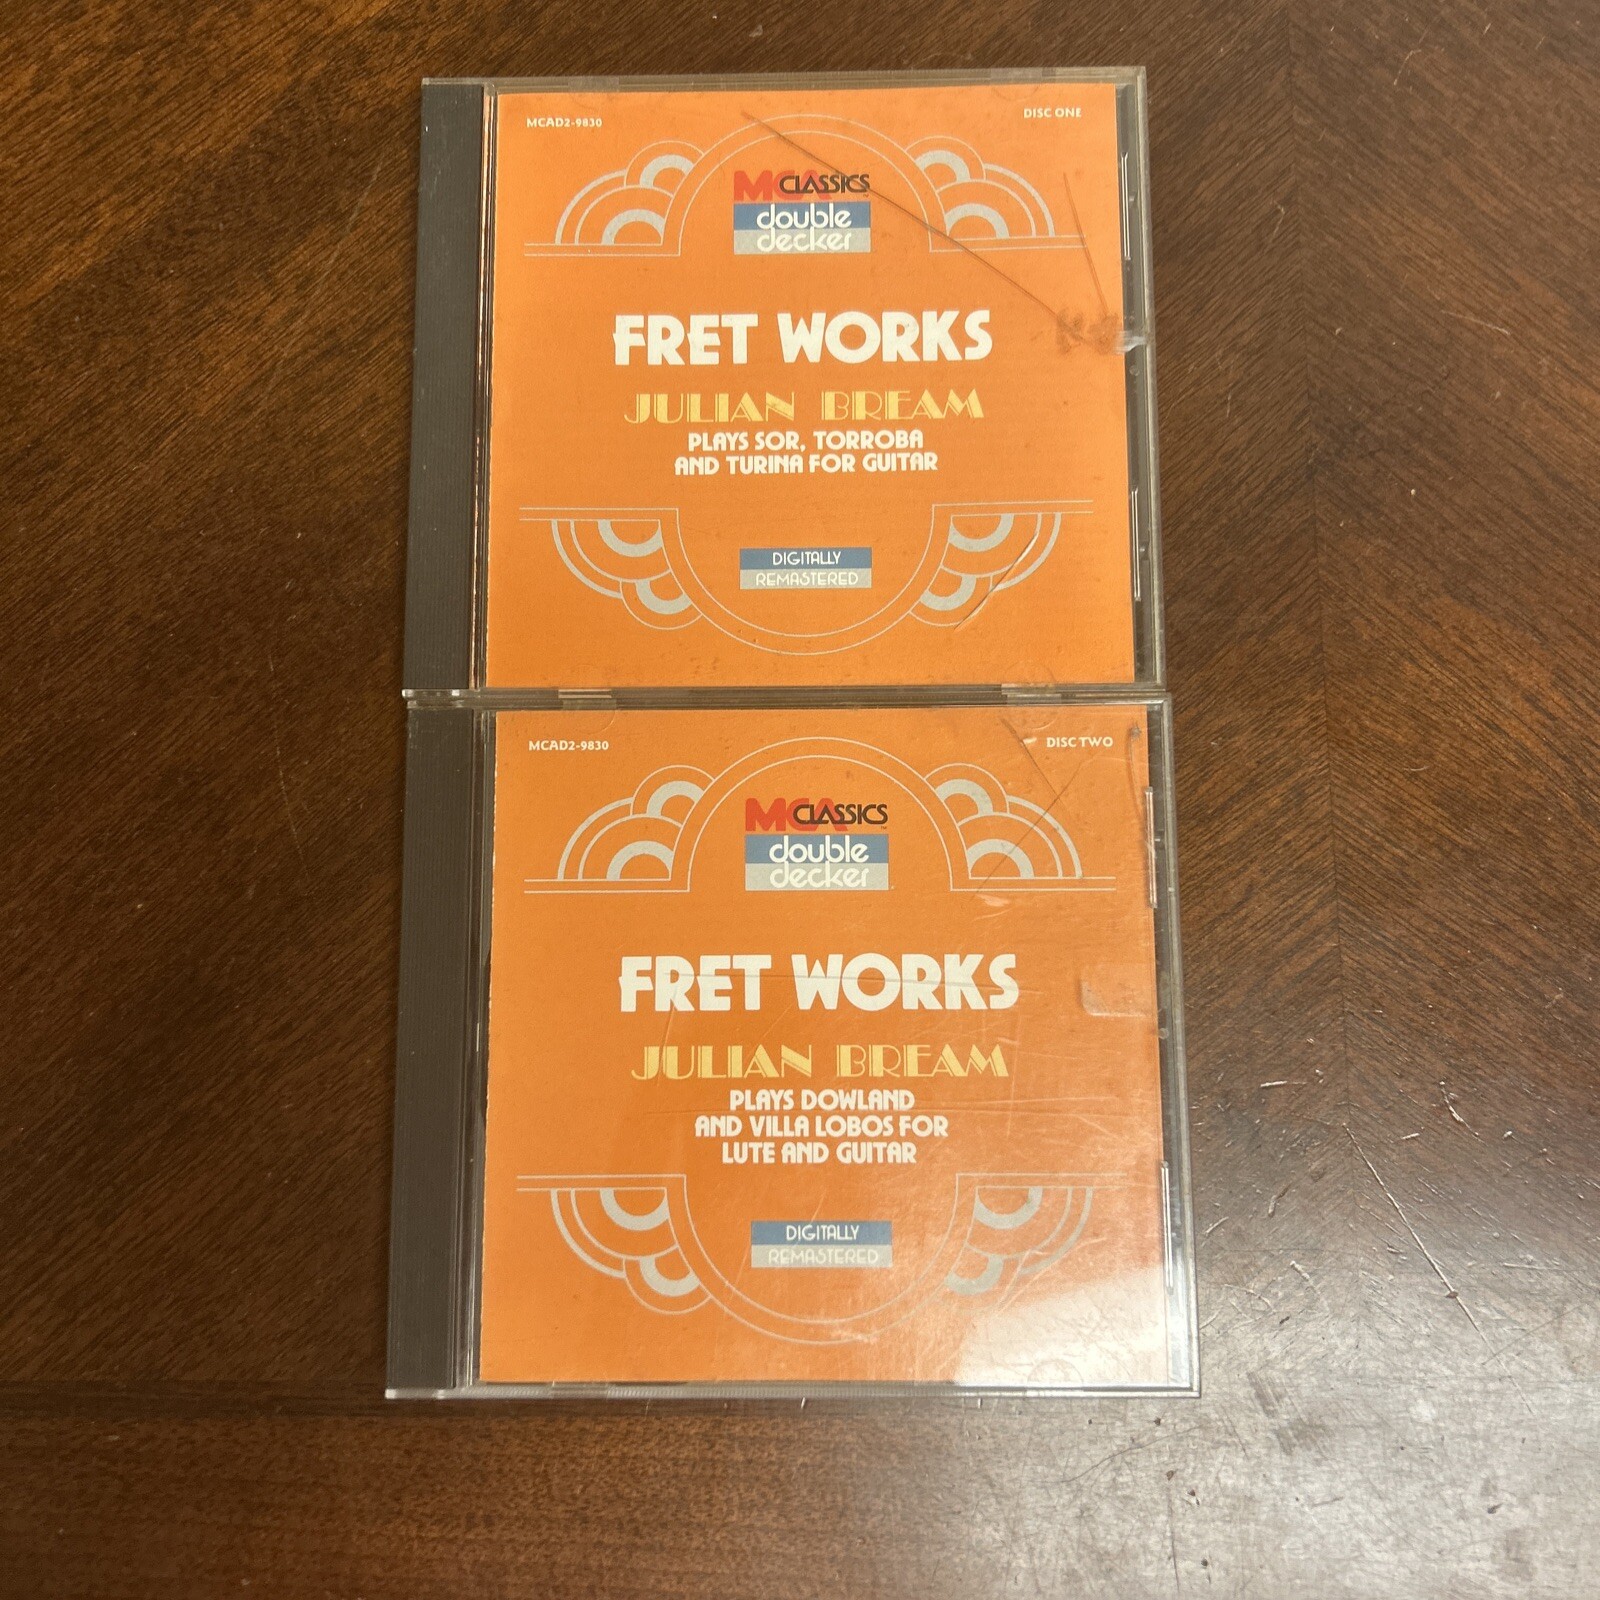 MCAD2-9830
DISC ONE
MCA CLASSICS™
double
decker
FRET WORKS
JULIAN BREAM
PLAYS SOR, TORROBA
AND TURINA FOR GUITAR
DIGITALLY
REMASTERED
MCAD2-9830
DISC TWO
MCA CLASSICS™
double
decker
FRET WORKS
JULIAN BREAM
PLAYS DOWLAND
AND VILLA LOBOS FOR
LUTE AND GUITAR
DIGITALLY
REMASTERED